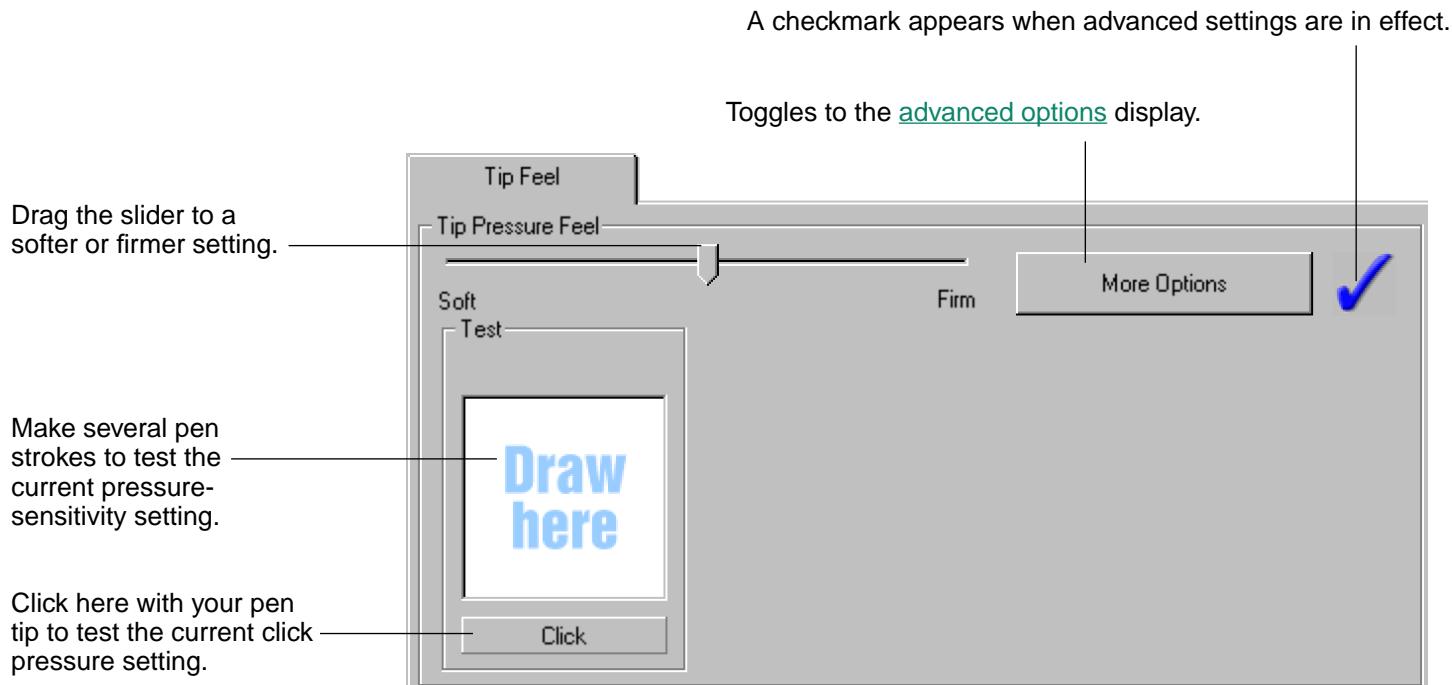 A checkmark appears when advanced settings are in effect.
Toggles to the advanced options display.
Tip Feel
Drag the slider to a
softer or firmer setting.
Tip Pressure Feel
More Options
Soft
Firm
Test
Make several pen
strokes to test the
current pressure-
sensitivity setting.
Draw
here
Click here with your pen
tip to test the current click
pressure setting.
Click